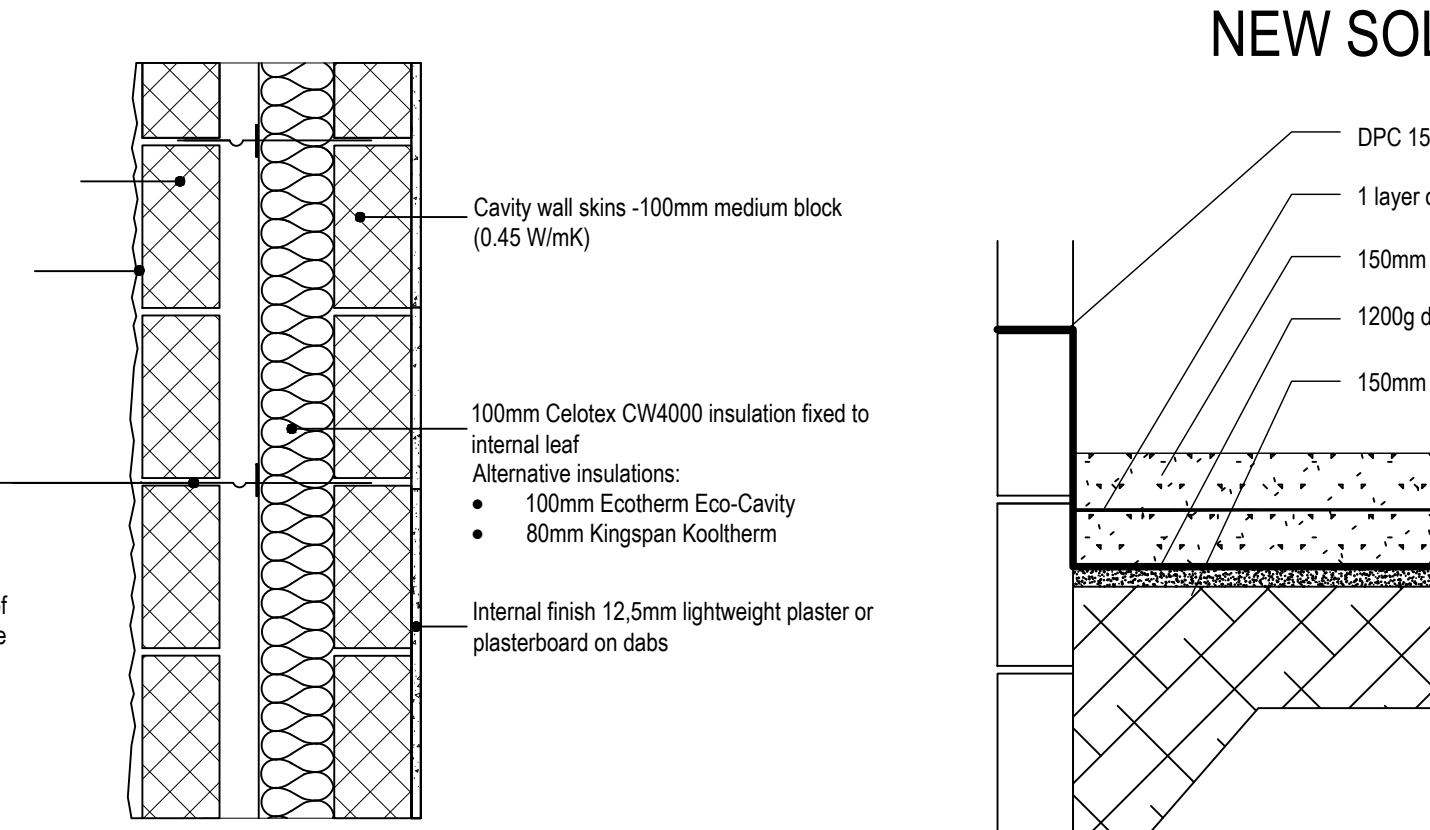 NEW
Cavity wall skins -100mm medium block
(0.45 W/mK)
100mm Celotex CW4000 insulation fixed to
internal leaf
Alternative insulations:
• 100mm Ecotherm Eco-Cavity
• 80mm Kingspan Kooltherm
Internal finish 12,5mm lightweight plaster or
plasterboard on dabs
DPC
1 layer
150mm
1200g
150mm